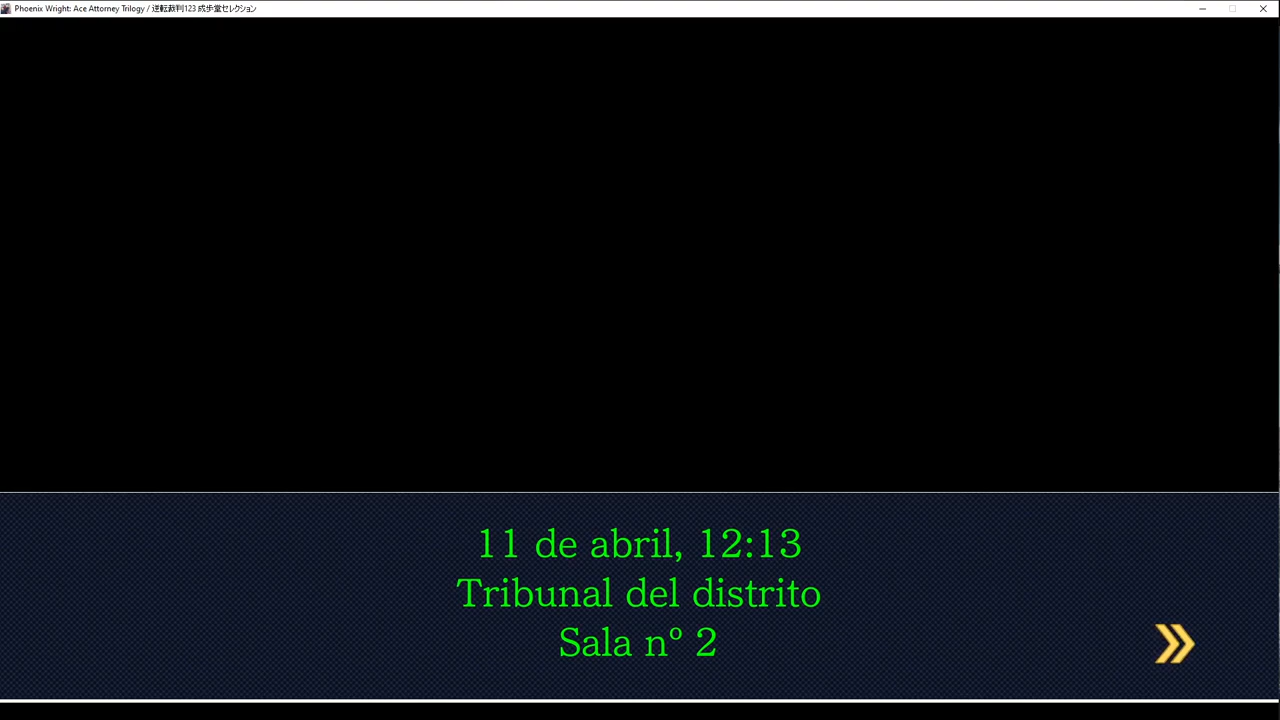 Phoenix Wright: Ace Attorney Trilogy / 逆転裁判123 成歩堂セレクション
11 de abril, 12:13
Tribunal del distrito
Sala nº 2